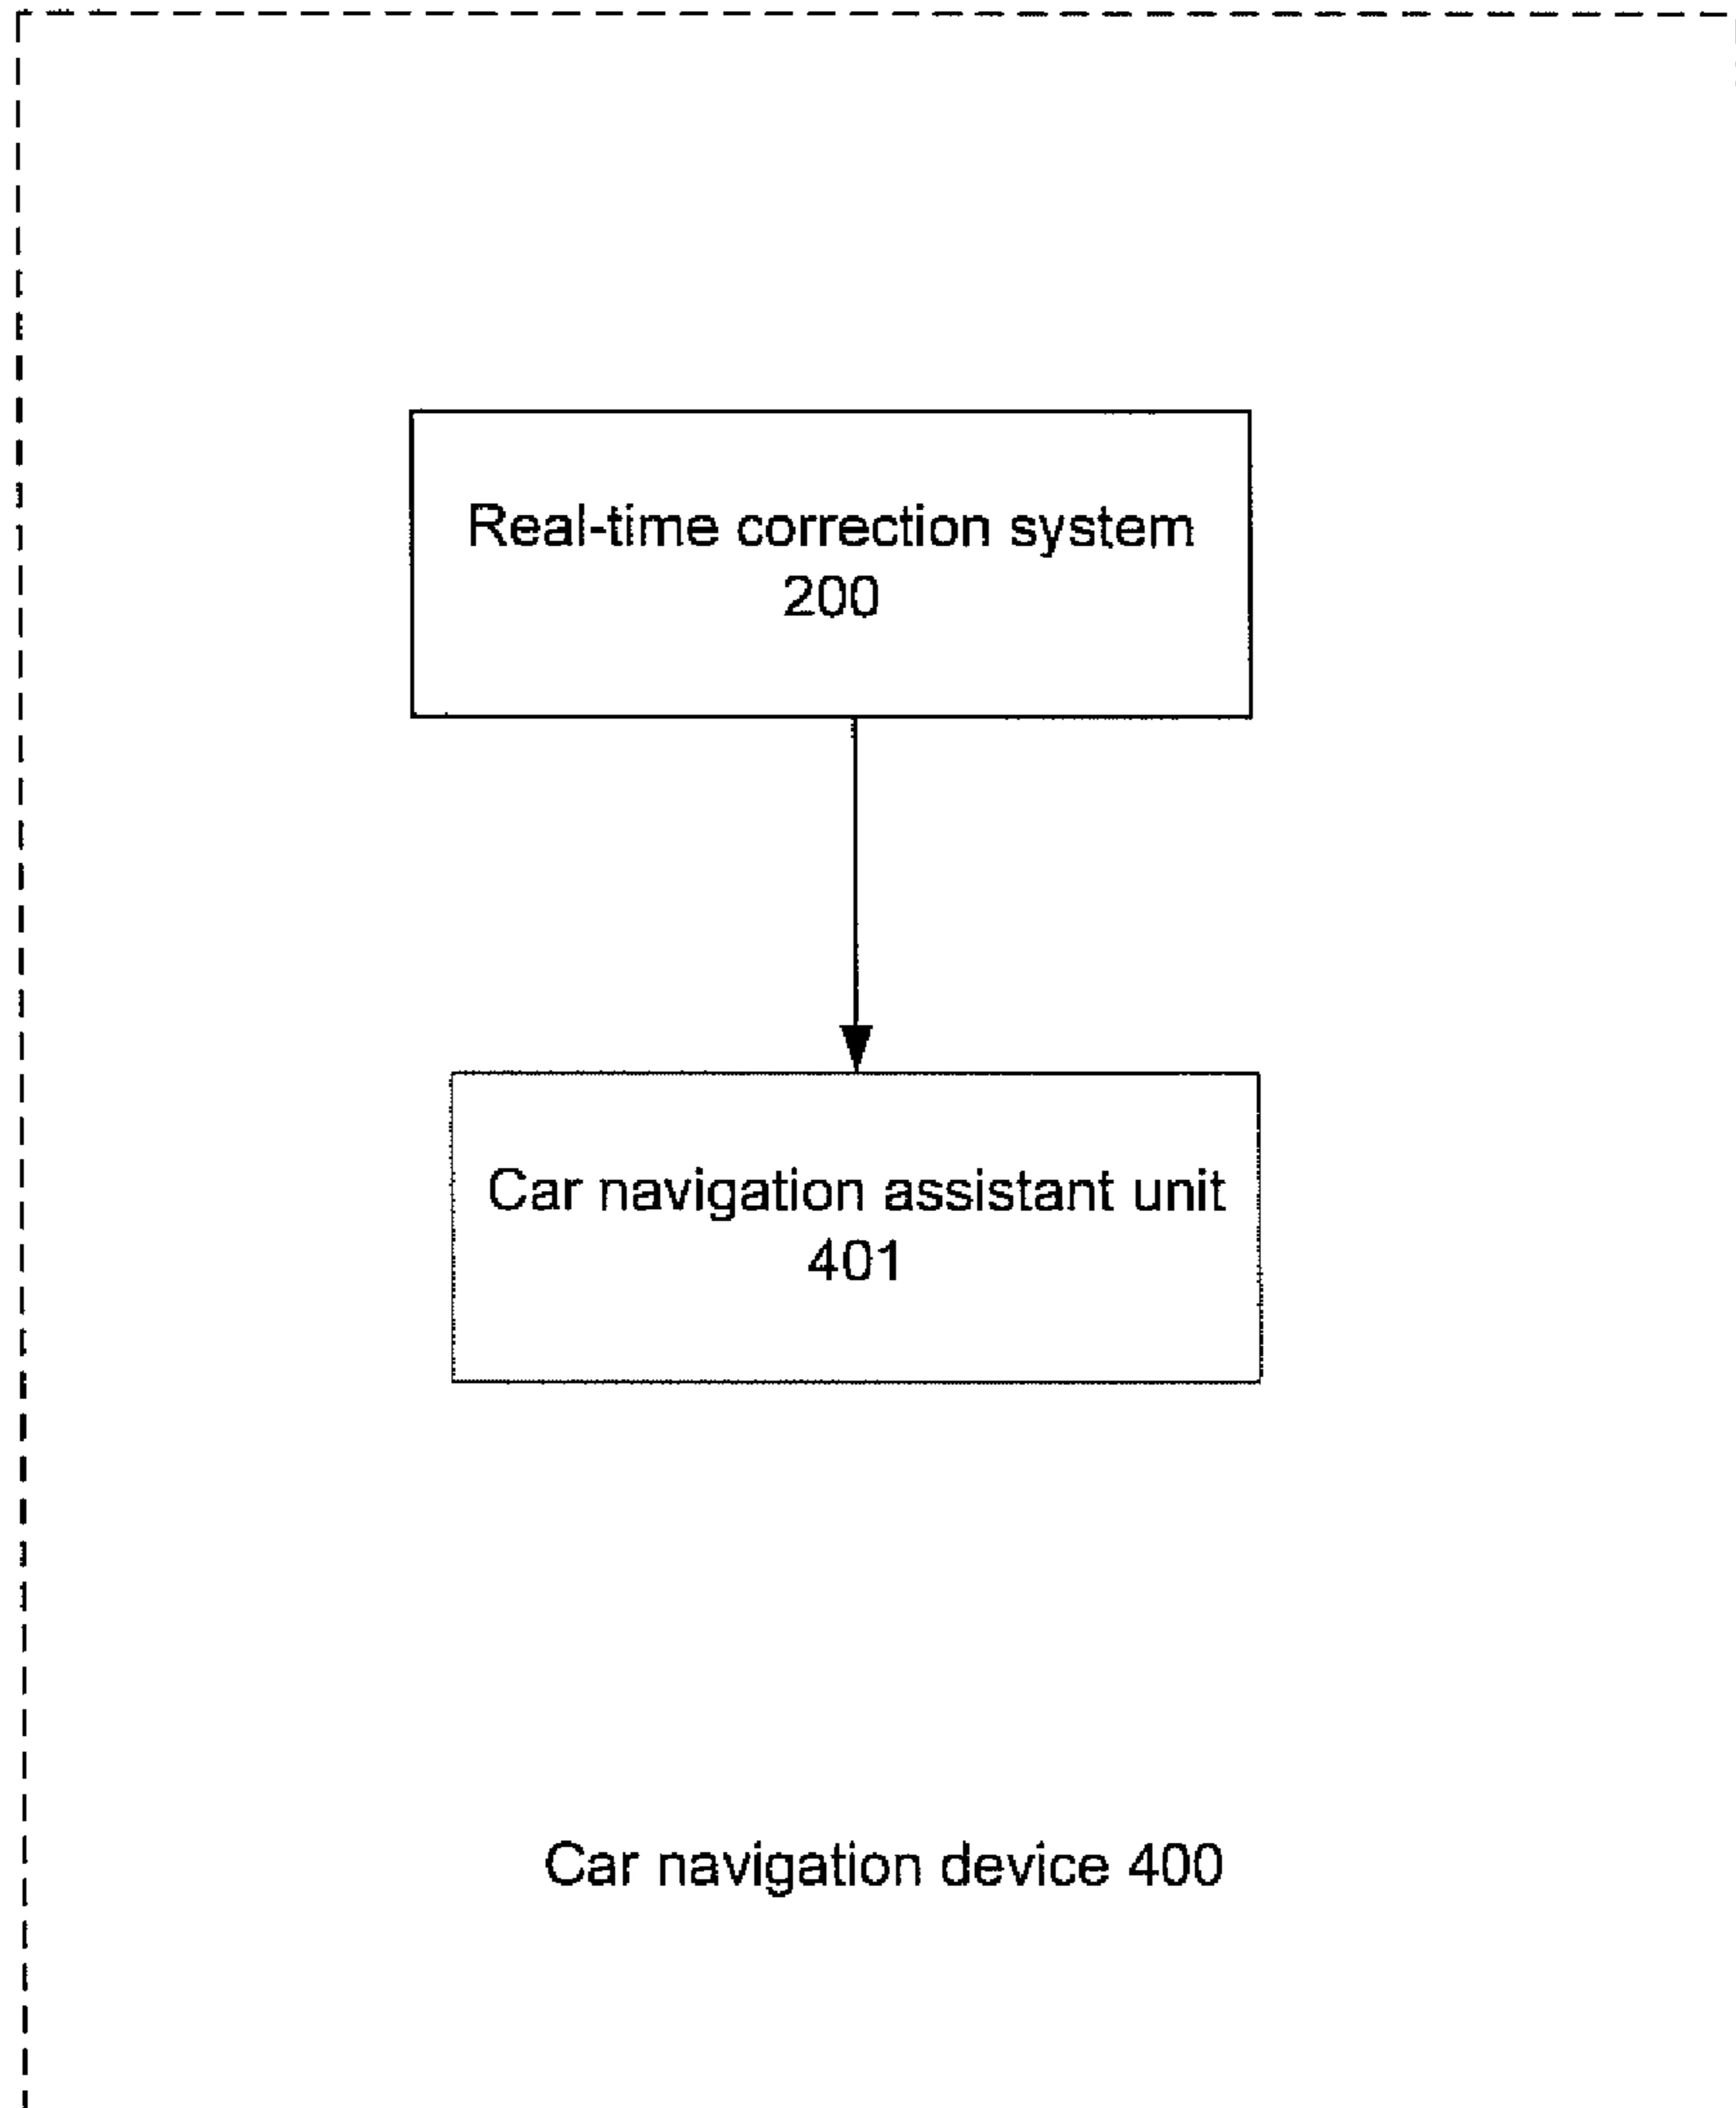 Real-time correction system
200
Car navigation assistant unit
401
Car navigation device 400